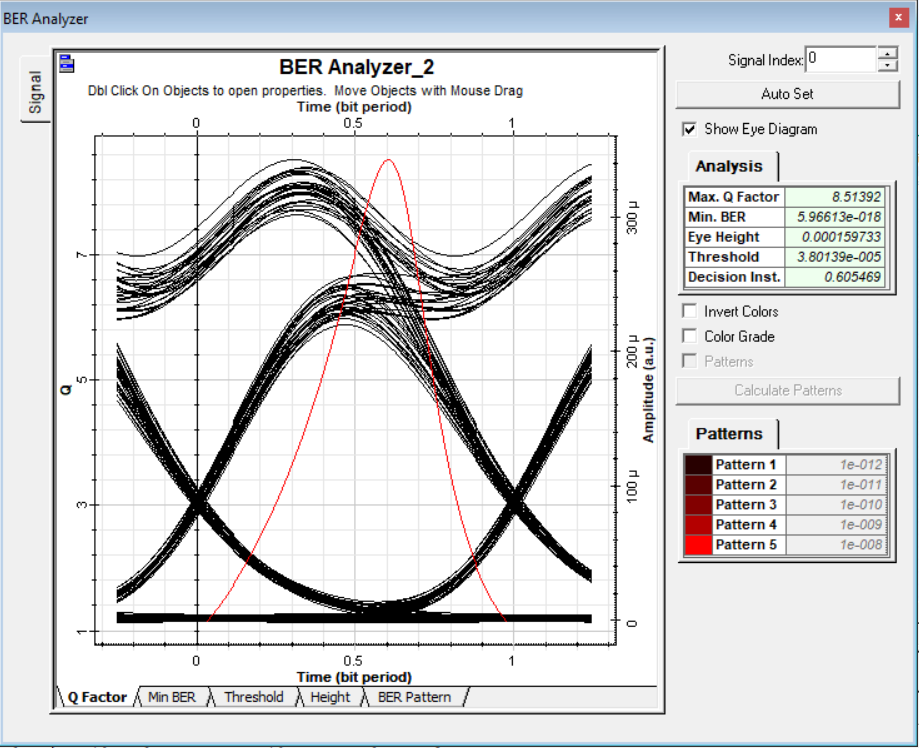 BER Analyzer
x
Signal
BER Analyzer_2
Dbl Click On Objects to open properties. Move Objects with Mouse Drag
Time (bit period)
0 0.5 1
Q
7
5
3
1
300 µ
200 µ
100 µ
0
Amplitude (a.u.)
0 0.5 1
Time (bit period)
Q Factor Min BER Threshold Height BER Pattern
Signal Index: 0
Auto Set
Show Eye Diagram
Analysis
Max. Q Factor 8.51392
Min. BER 5.96613e-018
Eye Height 0.000159733
Threshold 3.80139e-005
Decision Inst. 0.605469
Invert Colors
Color Grade
Patterns
Calculate Patterns
Patterns
Pattern 1 1e-012
Pattern 2 1e-011
Pattern 3 1e-010
Pattern 4 1e-009
Pattern 5 1e-008